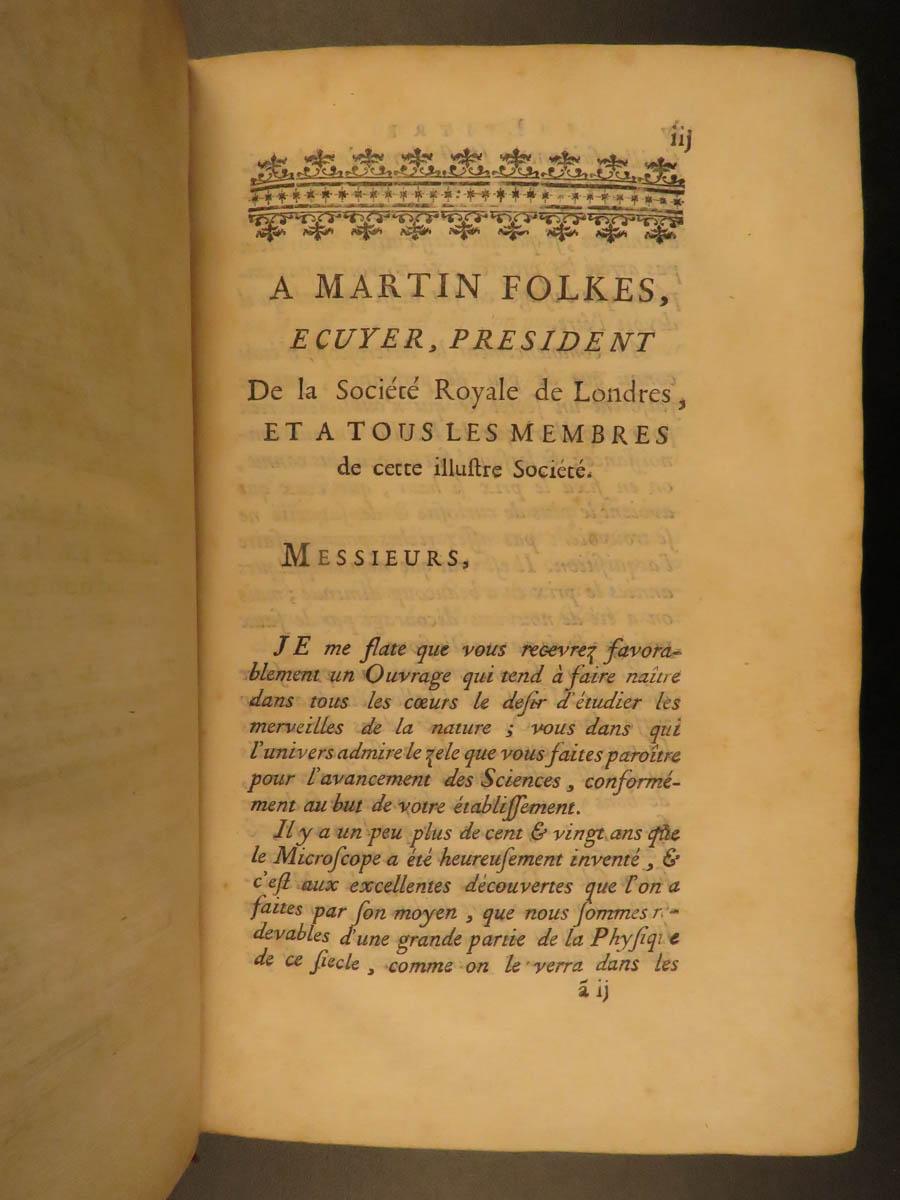 iij
A MARTIN FOLKES,
ECUYER, PRESIDENT
De la Société Royale de Londres,
ET A TOUS LES MEMBRES
de cette illuſtre Société.
MESSIEURS,
JE me flate que vous recevrez favora-
blement un Ouvrage qui tend à faire naître
dans tous les cœurs le deſir d'étudier les
merveilles de la nature ; vous dans qui
l'univers admire le zele que vous faites paroître
pour l'avancement des Sciences, conformé-
ment au but de votre établiſſement.
Il y a un peu plus de cent & vingt ans que
le Microſcope a été heureuſement inventé, &
c'eſt aux excellentes découvertes que l'on a
faites par ſon moyen, que nous ſommes re-
devables d'une grande partie de la Phyſique
de ce ſiecle, comme on le verra dans les
ã ij